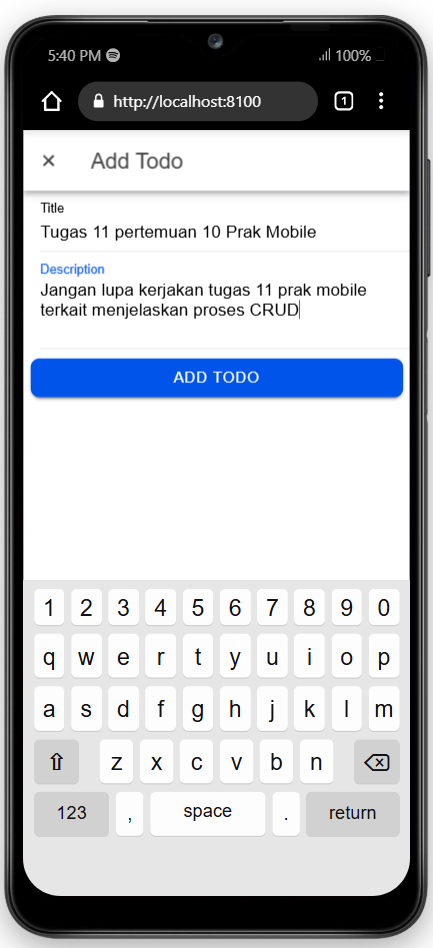 5:40 PM 100%
http://localhost:8100 1
Add Todo
Title
Tugas 11 pertemuan 10 Prak Mobile
Description
Jangan lupa kerjakan tugas 11 prak mobile
terkait menjelaskan proses CRUD
ADD TODO
1 2 3 4 5 6 7 8 9 0
q w e r t y u i o p
a s d f g h j k l m
z x c v b n
123 , space . return